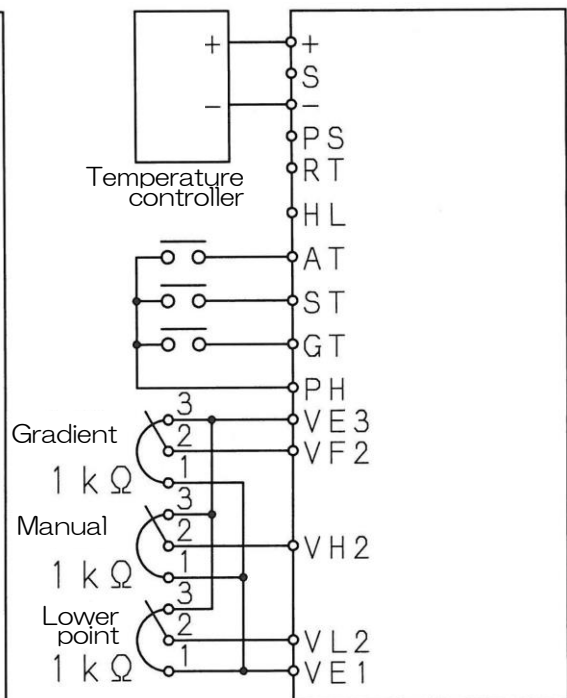 + +
S
− −
PS
Temperature
controller
RT
HL
AT
ST
GT
PH
3 VE3
Gradient 2 VF2
1 kΩ 1
3
Manual 2 VH2
1 kΩ 1
3
Lower
point 2 VL2
1 kΩ 1 VE1